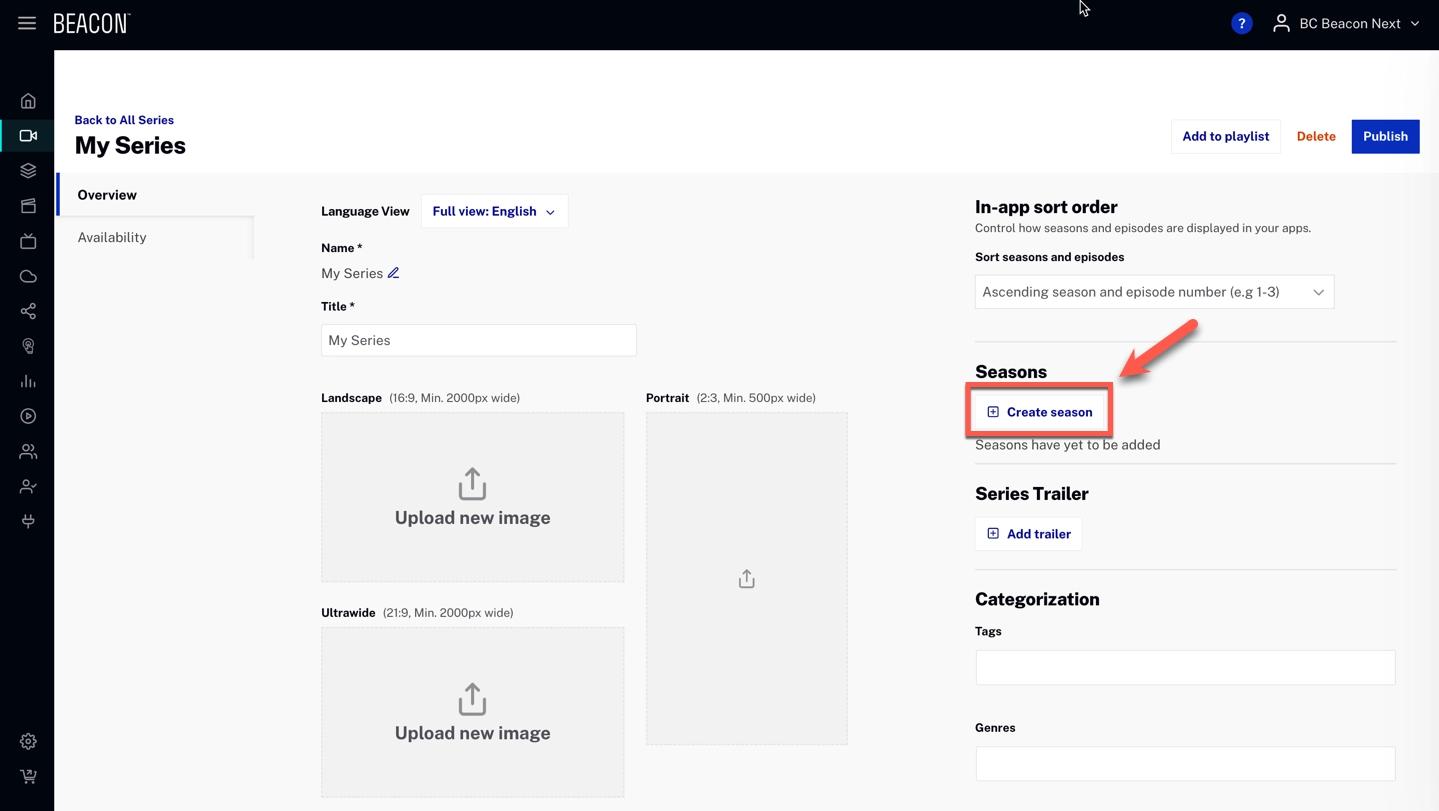 BEACON™
?
BC Beacon Next
Back to All Series
My Series
Add to playlist
Delete
Publish
Overview
Availability
Language View
Full view: English
Name *
My Series
Title *
My Series
Landscape (16:9, Min. 2000px wide)
Upload new image
Portrait (2:3, Min. 500px wide)
Ultrawide (21:9, Min. 2000px wide)
Upload new image
In-app sort order
Control how seasons and episodes are displayed in your apps.
Sort seasons and episodes
Ascending season and episode number (e.g 1-3)
Seasons
Create season
Seasons have yet to be added
Series Trailer
Add trailer
Categorization
Tags
Genres